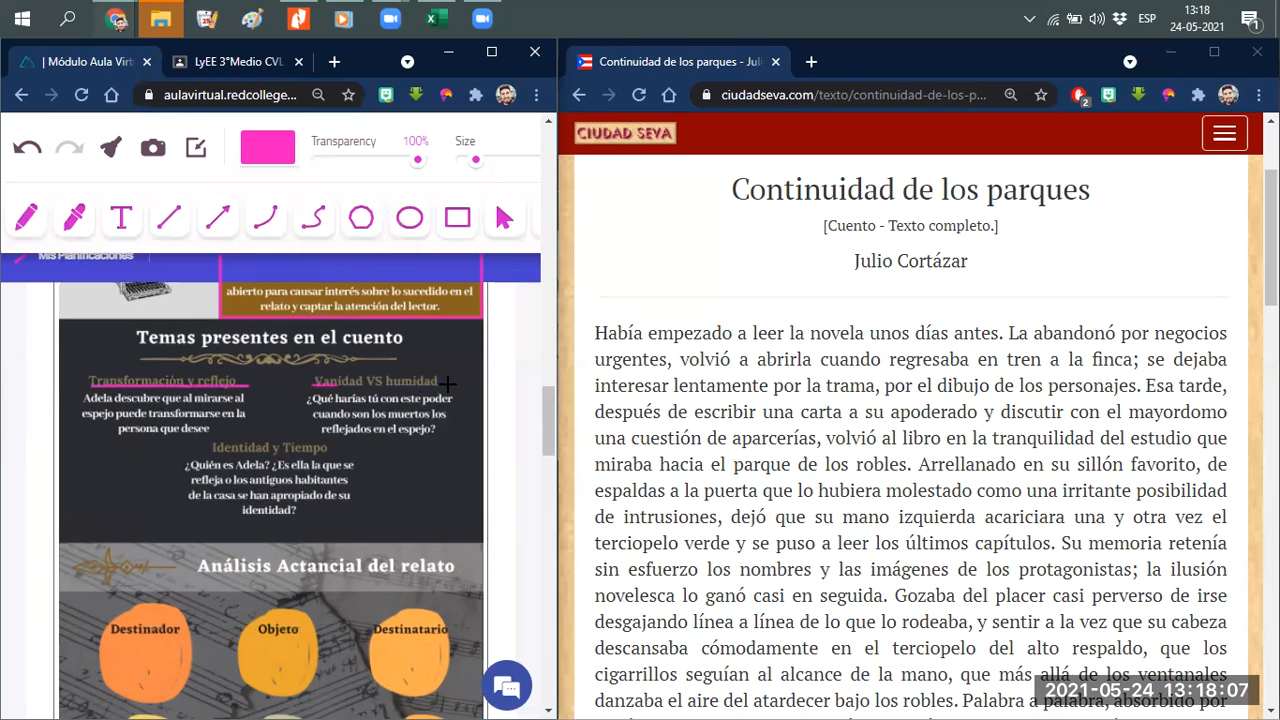 13:18
ESP
24-05-2021
| Módulo Aula Virt
LyEE 3°Medio CVL
Continuidad de los parques - Juli
aulavirtual.redcollege...
ciudadseva.com/texto/continuidad-de-los-p...
2
Transparency 100% Size
T
Mis Planificaciones
abierto para causar interés sobre lo sucedido en el
relato y captar la atención del lector.
Temas presentes en el cuento
Transformación y reflejo
Adela descubre que al mirarse al
espejo puede transformarse en la
persona que desee
Vanidad VS humidad
¿Qué harías tú con este poder
cuando son los muertos los
reflejados en el espejo?
Identidad y Tiempo
¿Quién es Adela? ¿Es ella la que se
refleja o los antiguos habitantes
de la casa se han apropiado de su
identidad?
Análisis Actancial del relato
Destinador
Objeto
Destinatario
CIUDAD SEVA
Continuidad de los parques
[Cuento - Texto completo.]
Julio Cortázar
Había empezado a leer la novela unos días antes. La abandonó por negocios
urgentes, volvió a abrirla cuando regresaba en tren a la finca; se dejaba
interesar lentamente por la trama, por el dibujo de los personajes. Esa tarde,
después de escribir una carta a su apoderado y discutir con el mayordomo
una cuestión de aparcerías, volvió al libro en la tranquilidad del estudio que
miraba hacia el parque de los robles. Arrellanado en su sillón favorito, de
espaldas a la puerta que lo hubiera molestado como una irritante posibilidad
de intrusiones, dejó que su mano izquierda acariciara una y otra vez el
terciopelo verde y se puso a leer los últimos capítulos. Su memoria retenía
sin esfuerzo los nombres y las imágenes de los protagonistas; la ilusión
novelesca lo ganó casi en seguida. Gozaba del placer casi perverso de irse
desgajando línea a línea de lo que lo rodeaba, y sentir a la vez que su cabeza
descansaba cómodamente en el terciopelo del alto respaldo, que los
cigarrillos seguían al alcance de la mano, que más allá de los ventanales
danzaba el aire del atardecer bajo los robles. Palabra a palabra, absorbido por
2021-05-24 13:18:07